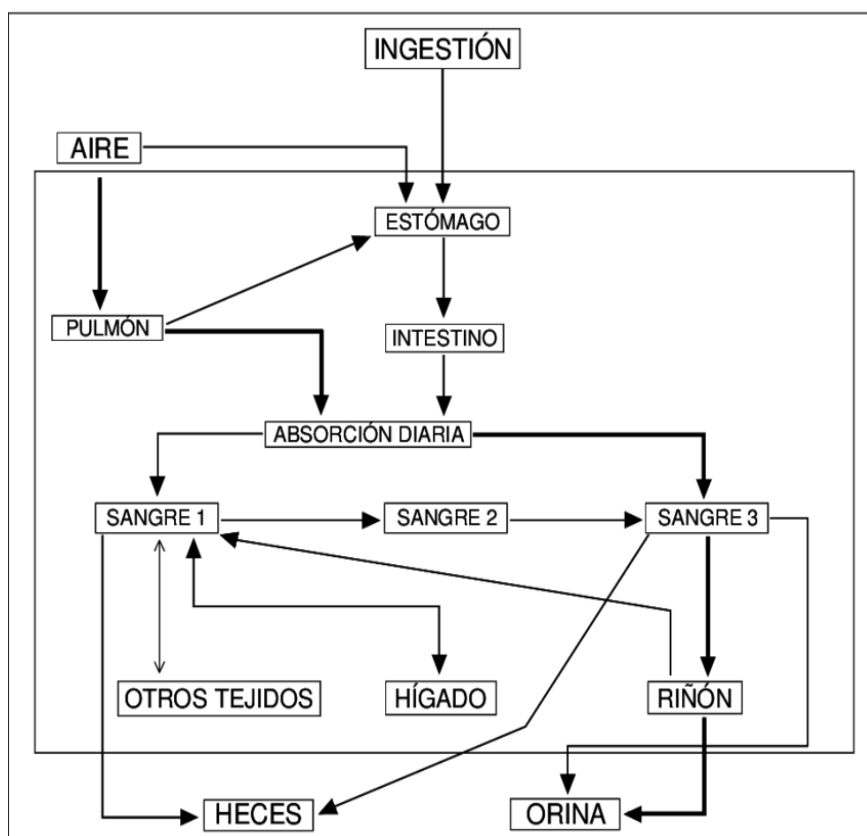 INGESTIÓN
AIRE
ESTÓMAGO
PULMÓN
INTESTINO
ABSORCIÓN DIARIA
SANGRE 1
SANGRE 2
SANGRE 3
OTROS TEJIDOS
HÍGADO
RIÑÓN
HECES
ORINA